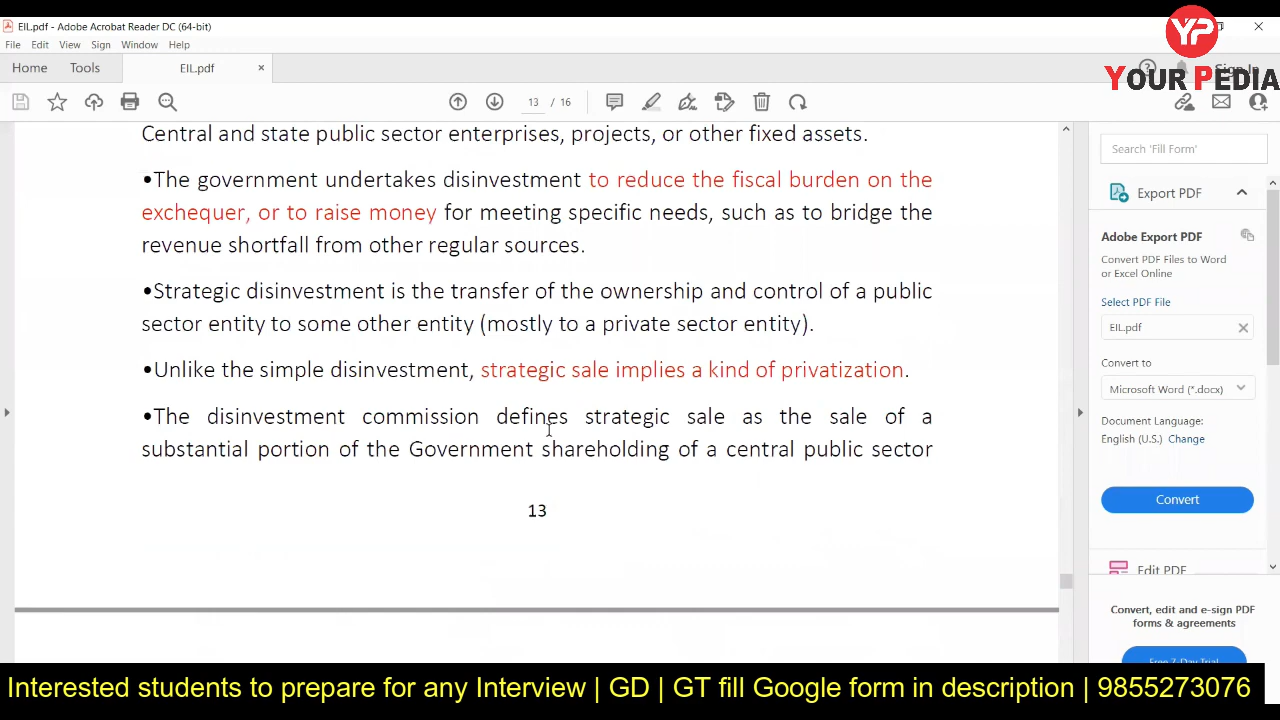 EIL.pdf - Adobe Acrobat Reader DC (64-bit)
File Edit View Sign Window Help
YP
YOUR PEDIA
Home Tools EIL.pdf × Sign In
13 / 16
Central and state public sector enterprises, projects, or other fixed assets.
•The government undertakes disinvestment to reduce the fiscal burden on the
exchequer, or to raise money for meeting specific needs, such as to bridge the
revenue shortfall from other regular sources.
•Strategic disinvestment is the transfer of the ownership and control of a public
sector entity to some other entity (mostly to a private sector entity).
•Unlike the simple disinvestment, strategic sale implies a kind of privatization.
•The disinvestment commission defines strategic sale as the sale of a
substantial portion of the Government shareholding of a central public sector
13
Search 'Fill Form'
Export PDF
Adobe Export PDF
Convert PDF Files to Word
or Excel Online
Select PDF File
EIL.pdf
Convert to
Microsoft Word (*.docx)
Document Language:
English (U.S.) Change
Convert
Edit PDF
Convert, edit and e-sign PDF
forms & agreements
Free 7-Day Trial
Interested students to prepare for any Interview | GD | GT fill Google form in description | 9855273076